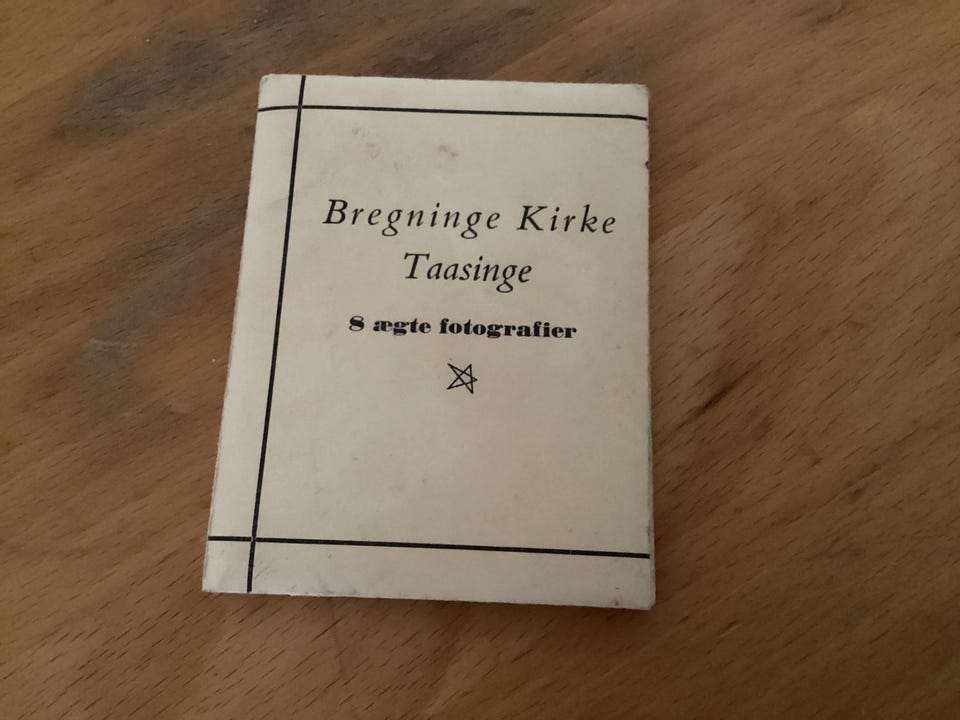 Bregninge Kirke
Taasinge
8 ægte fotografier